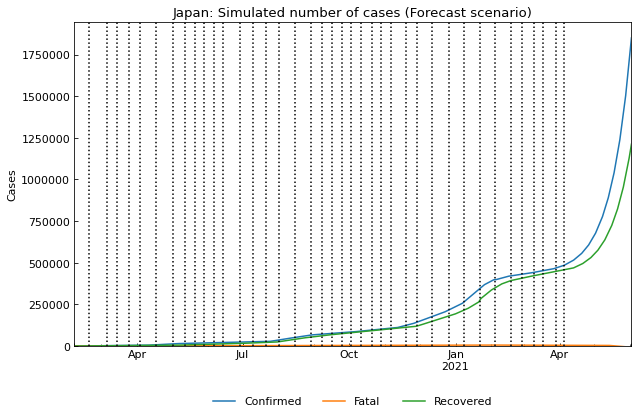 Japan: Simulated number of cases (Forecast scenario)
1750000
1500000
1250000
1000000
750000
500000
250000
0
Cases
Apr Jul Oct Jan Apr
2021
Confirmed Fatal Recovered